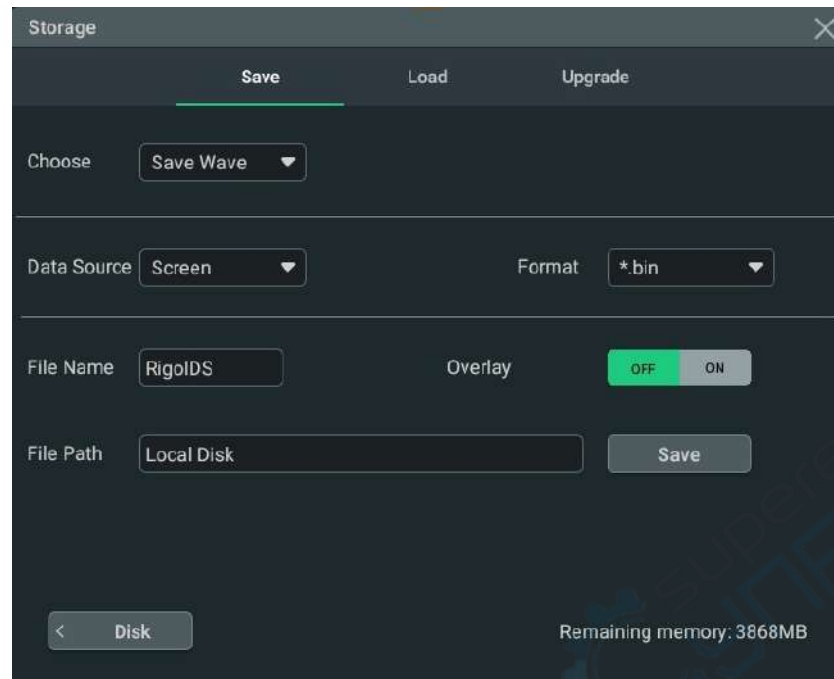 Storage
Save Load Upgrade
Choose Save Wave
Data Source Screen Format *.bin
File Name RigolDS Overlay OFF ON
File Path Local Disk Save
< Disk Remaining memory: 3868MB